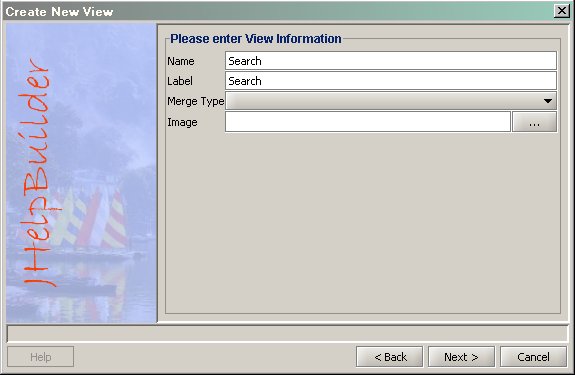 Create New View
JHelpBuilder
Please enter View Information
Name Search
Label Search
Merge Type
Image ...
Help < Back Next > Cancel